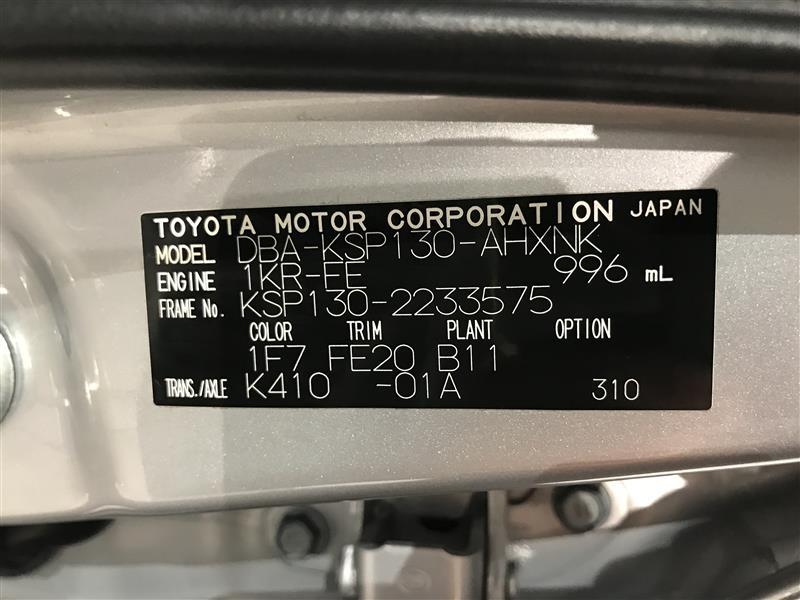 TOYOTA MOTOR CORPORATION JAPAN
MODEL DBA-KSP130-AHXNK
ENGINE 1KR-FE 996 mL
FRAME No. KSP130-2233575
COLOR TRIM PLANT OPTION
1F7 FE20 B11
TRANS./AXLE K410 -01A 310